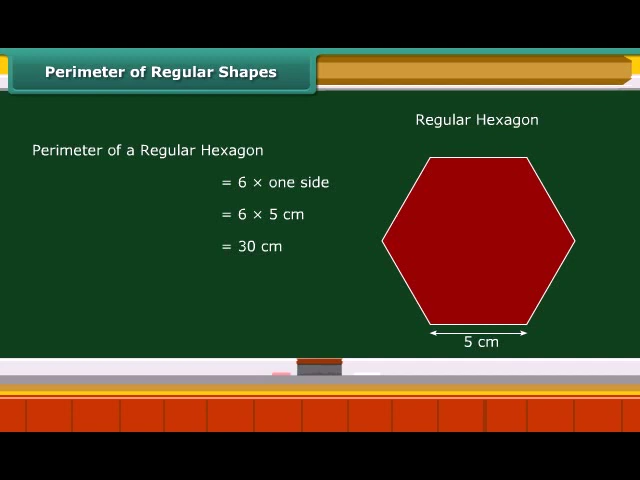 Perimeter of Regular Shapes
Regular Hexagon
Perimeter of a Regular Hexagon
= 6 × one side
= 6 × 5 cm
= 30 cm
5 cm